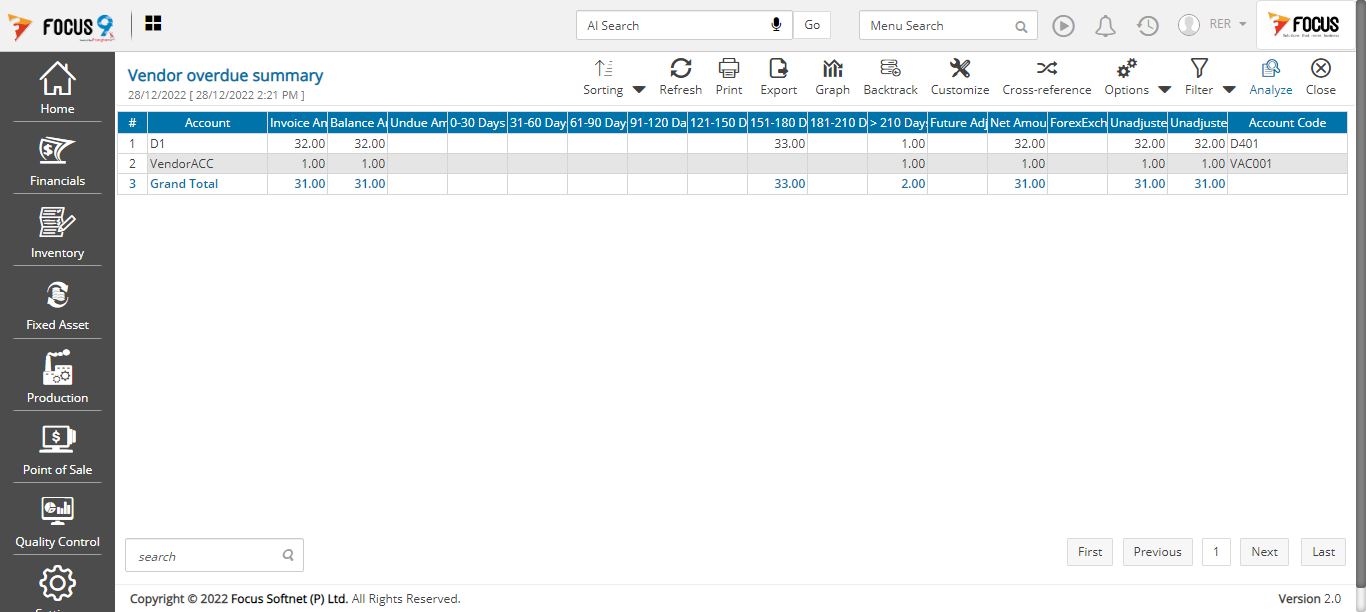 FOCUS 9
AI Search
Go
Menu Search
RER
FOCUS
Home
Financials
Inventory
Fixed Asset
Production
Point of Sale
Quality Control
Vendor overdue summary
28/12/2022 [ 28/12/2022 2:21 PM ]
Sorting Refresh Print Export Graph Backtrack Customize Cross-reference Options Filter Analyze Close
# Account Invoice An Balance A Undue Am 0-30 Days 31-60 Day 61-90 Day 91-120 Da 121-150 D 151-180 D 181-210 D > 210 Day Future Adj Net Amou ForexExch Unadjuste Unadjuste Account Code
1 D1 32.00 32.00 33.00 1.00 32.00 32.00 32.00 D401
2 VendorACC 1.00 1.00 1.00 1.00 1.00 1.00 VAC001
3 Grand Total 31.00 31.00 33.00 2.00 31.00 31.00 31.00
search
First Previous 1 Next Last
Copyright © 2022 Focus Softnet (P) Ltd. All Rights Reserved.
Version 2.0